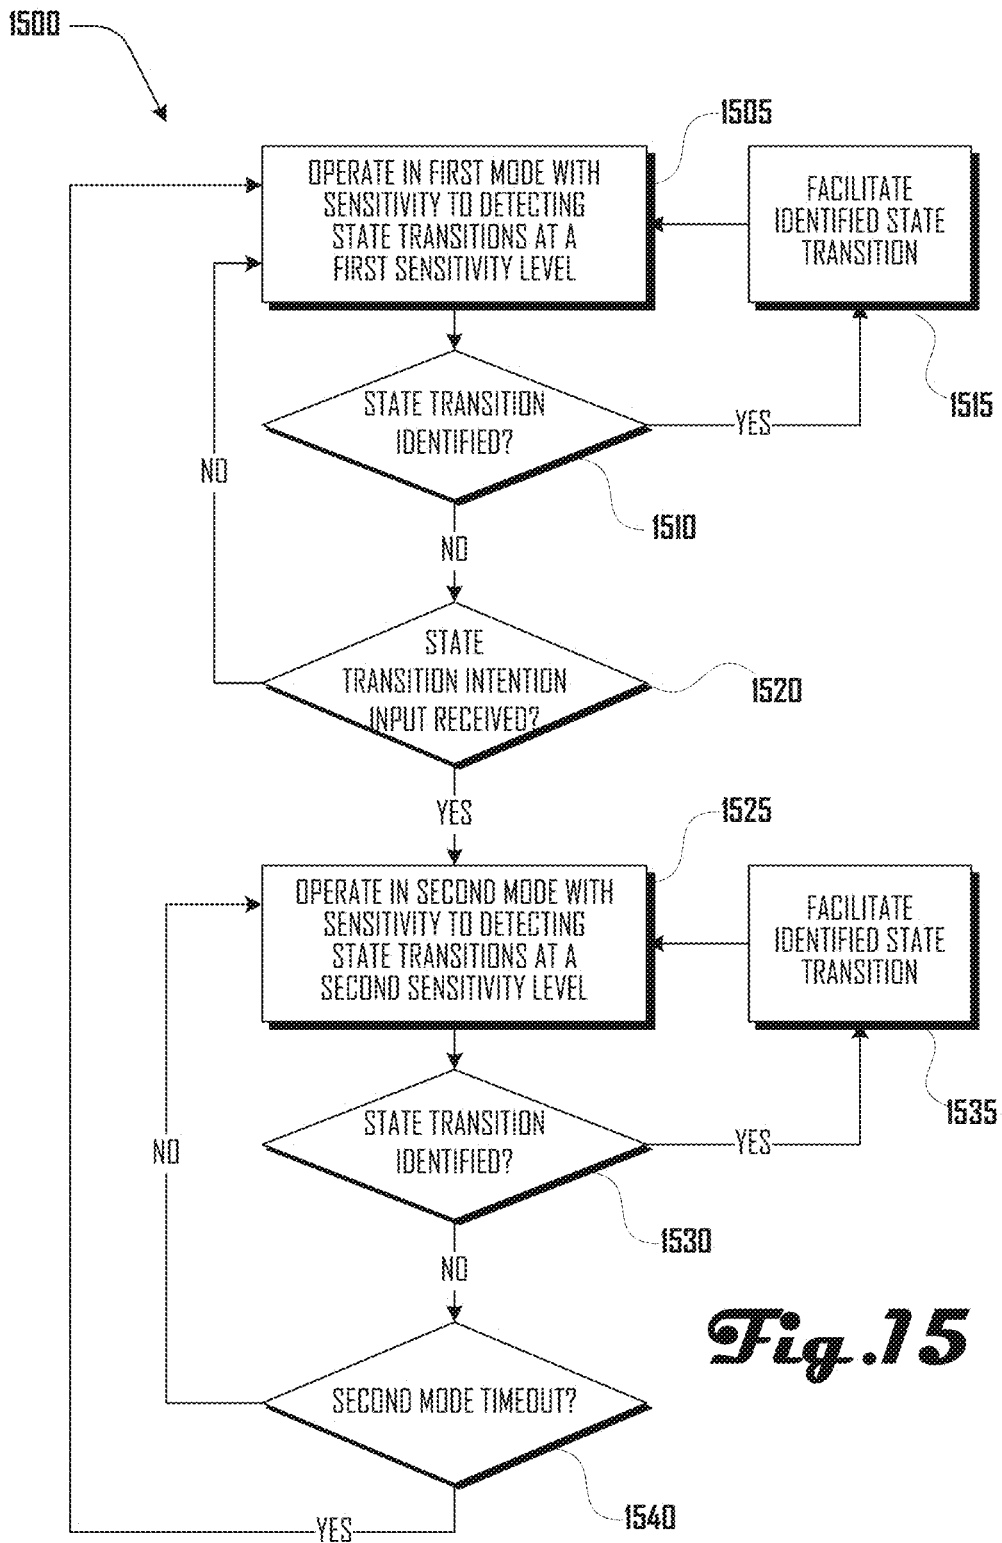 1500
1505
OPERATE IN FIRST MODE WITH
SENSITIVITY TO DETECTING
STATE TRANSITIONS AT A
FIRST SENSITIVITY LEVEL
FACILITATE
IDENTIFIED STATE
TRANSITION
1515
STATE TRANSITION
IDENTIFIED?
YES
NO
1510
NO
STATE
TRANSITION INTENTION
INPUT RECEIVED?
1520
YES
1525
OPERATE IN SECOND MODE WITH
SENSITIVITY TO DETECTING
STATE TRANSITIONS AT A
SECOND SENSITIVITY LEVEL
FACILITATE
IDENTIFIED STATE
TRANSITION
1535
STATE TRANSITION
IDENTIFIED?
YES
NO
1530
NO
Fig.15
SECOND MODE TIMEOUT?
1540
YES